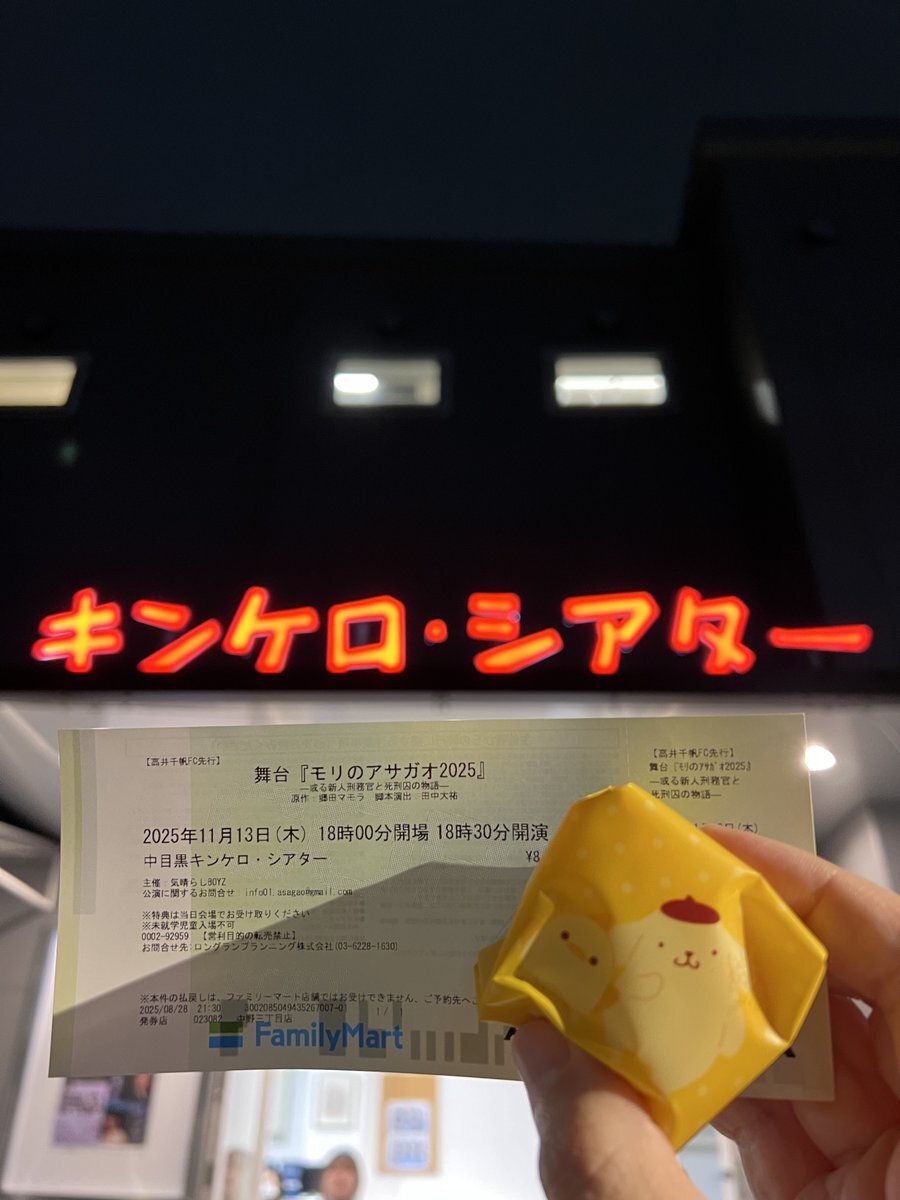 キンケロ・シアター
【高井千帆FC先行】
舞台『モリのアサガオ2025』
―或る新人刑務官と死刑囚の物語―
原作：郷田マモラ 脚本演出：田中大祐
2025年11月13日(木) 18時00分開場 18時30分開演
中目黒キンケロ・シアター
¥8
主催：気晴らしBOYZ
公演に関するお問合せ：info01.asagao@gmail.com
※特典は当日会場でお受け取りください
※未就学児童入場不可
0002-92959 【営利目的の転売禁止】
お問合せ先:ロングランプランニング株式会社(03-6228-1630)
※本件の払戻しは、ファミリーマート店舗ではお受けできません、ご予約先へご
2025/08/28 21:30 3002085049435267007-01 1/
発券店 023082 中野三丁目店
FamilyMart
【高井千帆FC先行】
舞台『モリのアサガオ2025』
―或る新人刑務官と
死刑囚の物語―
(木)